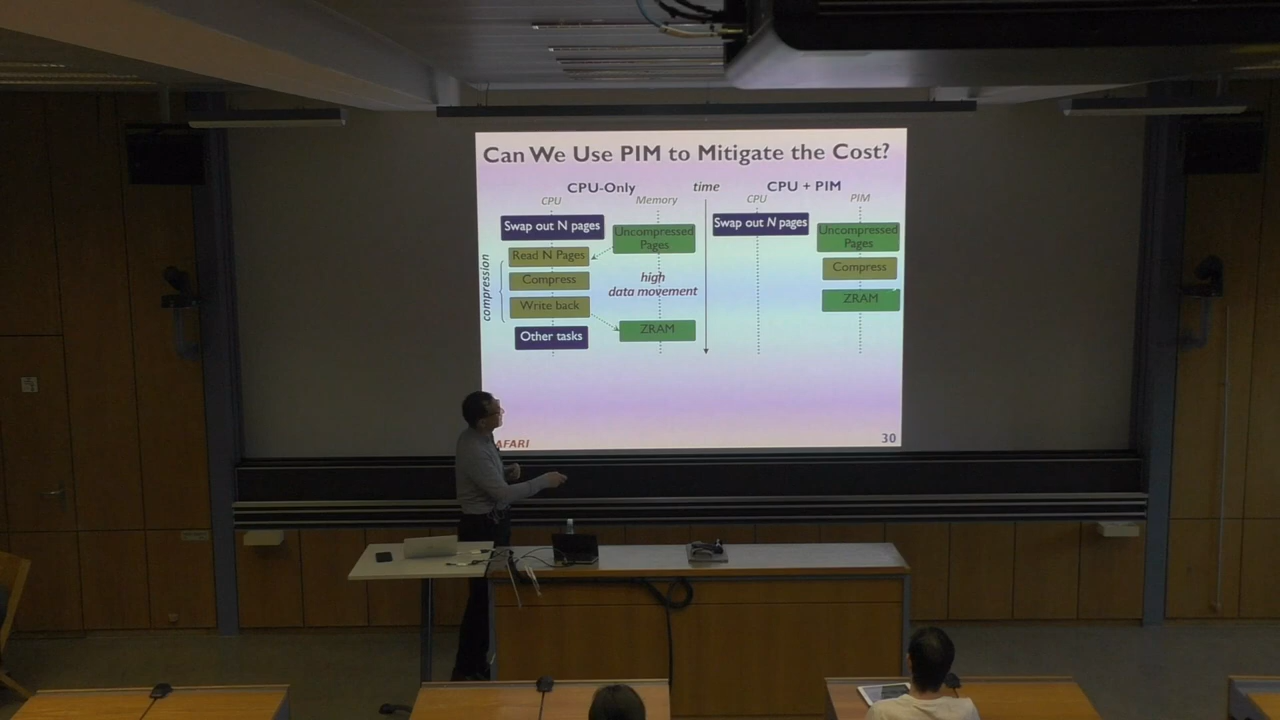 Can We Use PIM to Mitigate the Cost?
CPU-Only
time
CPU + PIM
CPU
Memory
CPU
PIM
Swap out N pages
Uncompressed
Pages
Read N Pages
Compress
Write back
compression
high
data movement
Other tasks
ZRAM
Swap out N pages
Uncompressed
Pages
Compress
ZRAM
AFARI
30